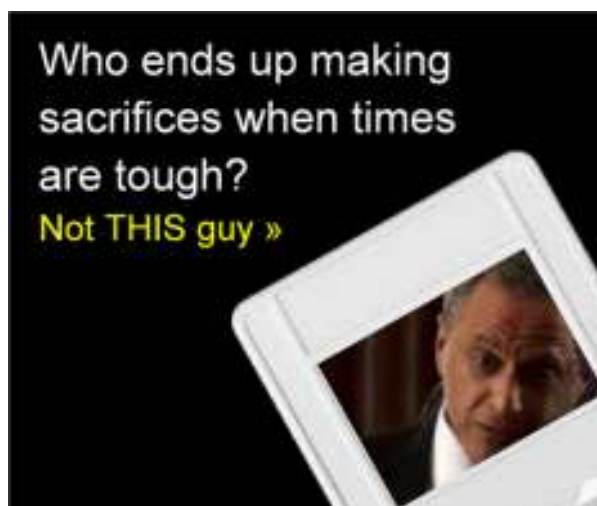 Who ends up making
sacrifices when times
are tough?
Not THIS guy »